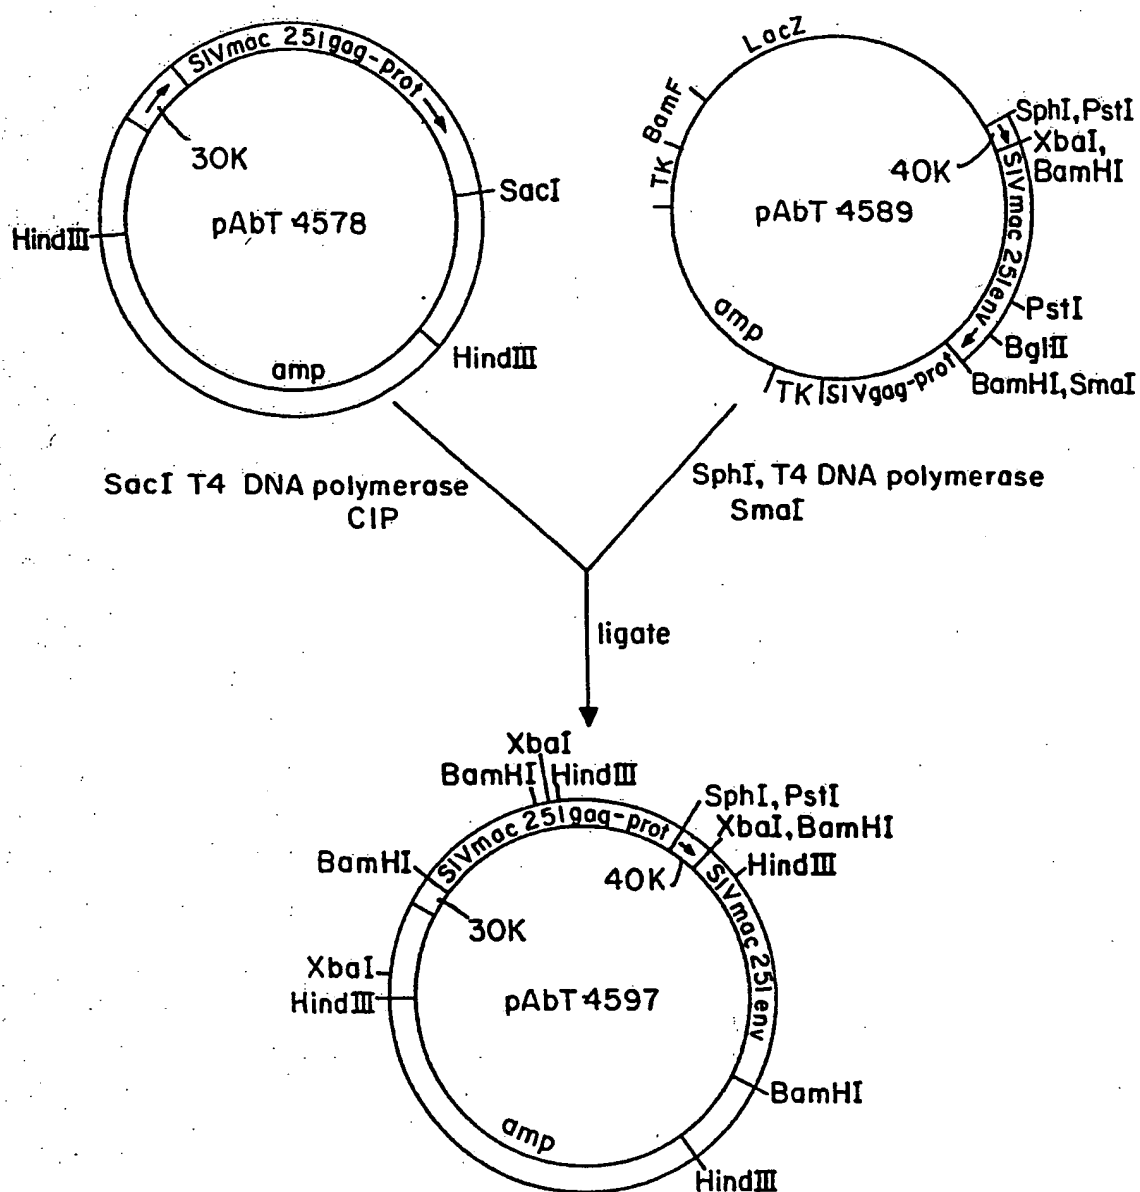 SIVmac 251 gag-prot
30K
SacI
pAbT 4578
HindIII
HindIII
amp
LacZ
BamF
TK
SphI, PstI
XbaI,
BamHI
40K
pAbT 4589
SIVmac 251 env
PstI
BglII
BamHI, SmaI
amp
TK
SIVgag-prot
SacI T4 DNA polymerase
CIP
SphI, T4 DNA polymerase
SmaI
ligate
XbaI
BamHI
HindIII
SIVmac 251 gag-prot
SphI, PstI
XbaI, BamHI
BamHI
HindIII
40K
30K
SIVmac 251 env
XbaI
HindIII
pAbT 4597
BamHI
amp
HindIII